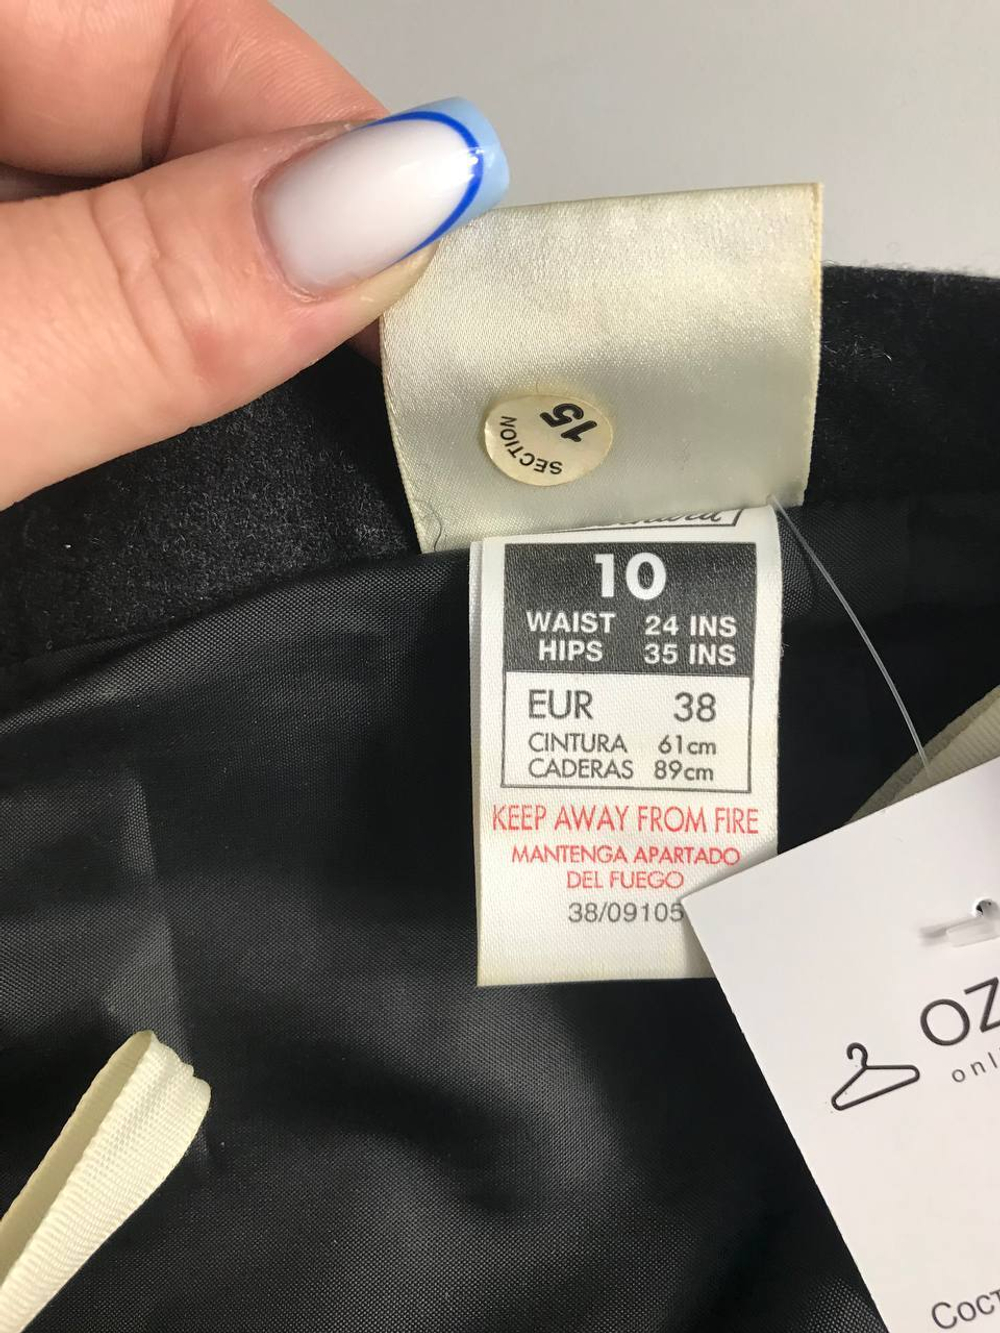 SECTION 15
10
WAIST 24 INS
HIPS 35 INS
EUR 38
CINTURA 61cm
CADERAS 89cm
KEEP AWAY FROM FIRE
MANTENGA APARTADO
DEL FUEGO
38/09105
OZ
onl
Сост